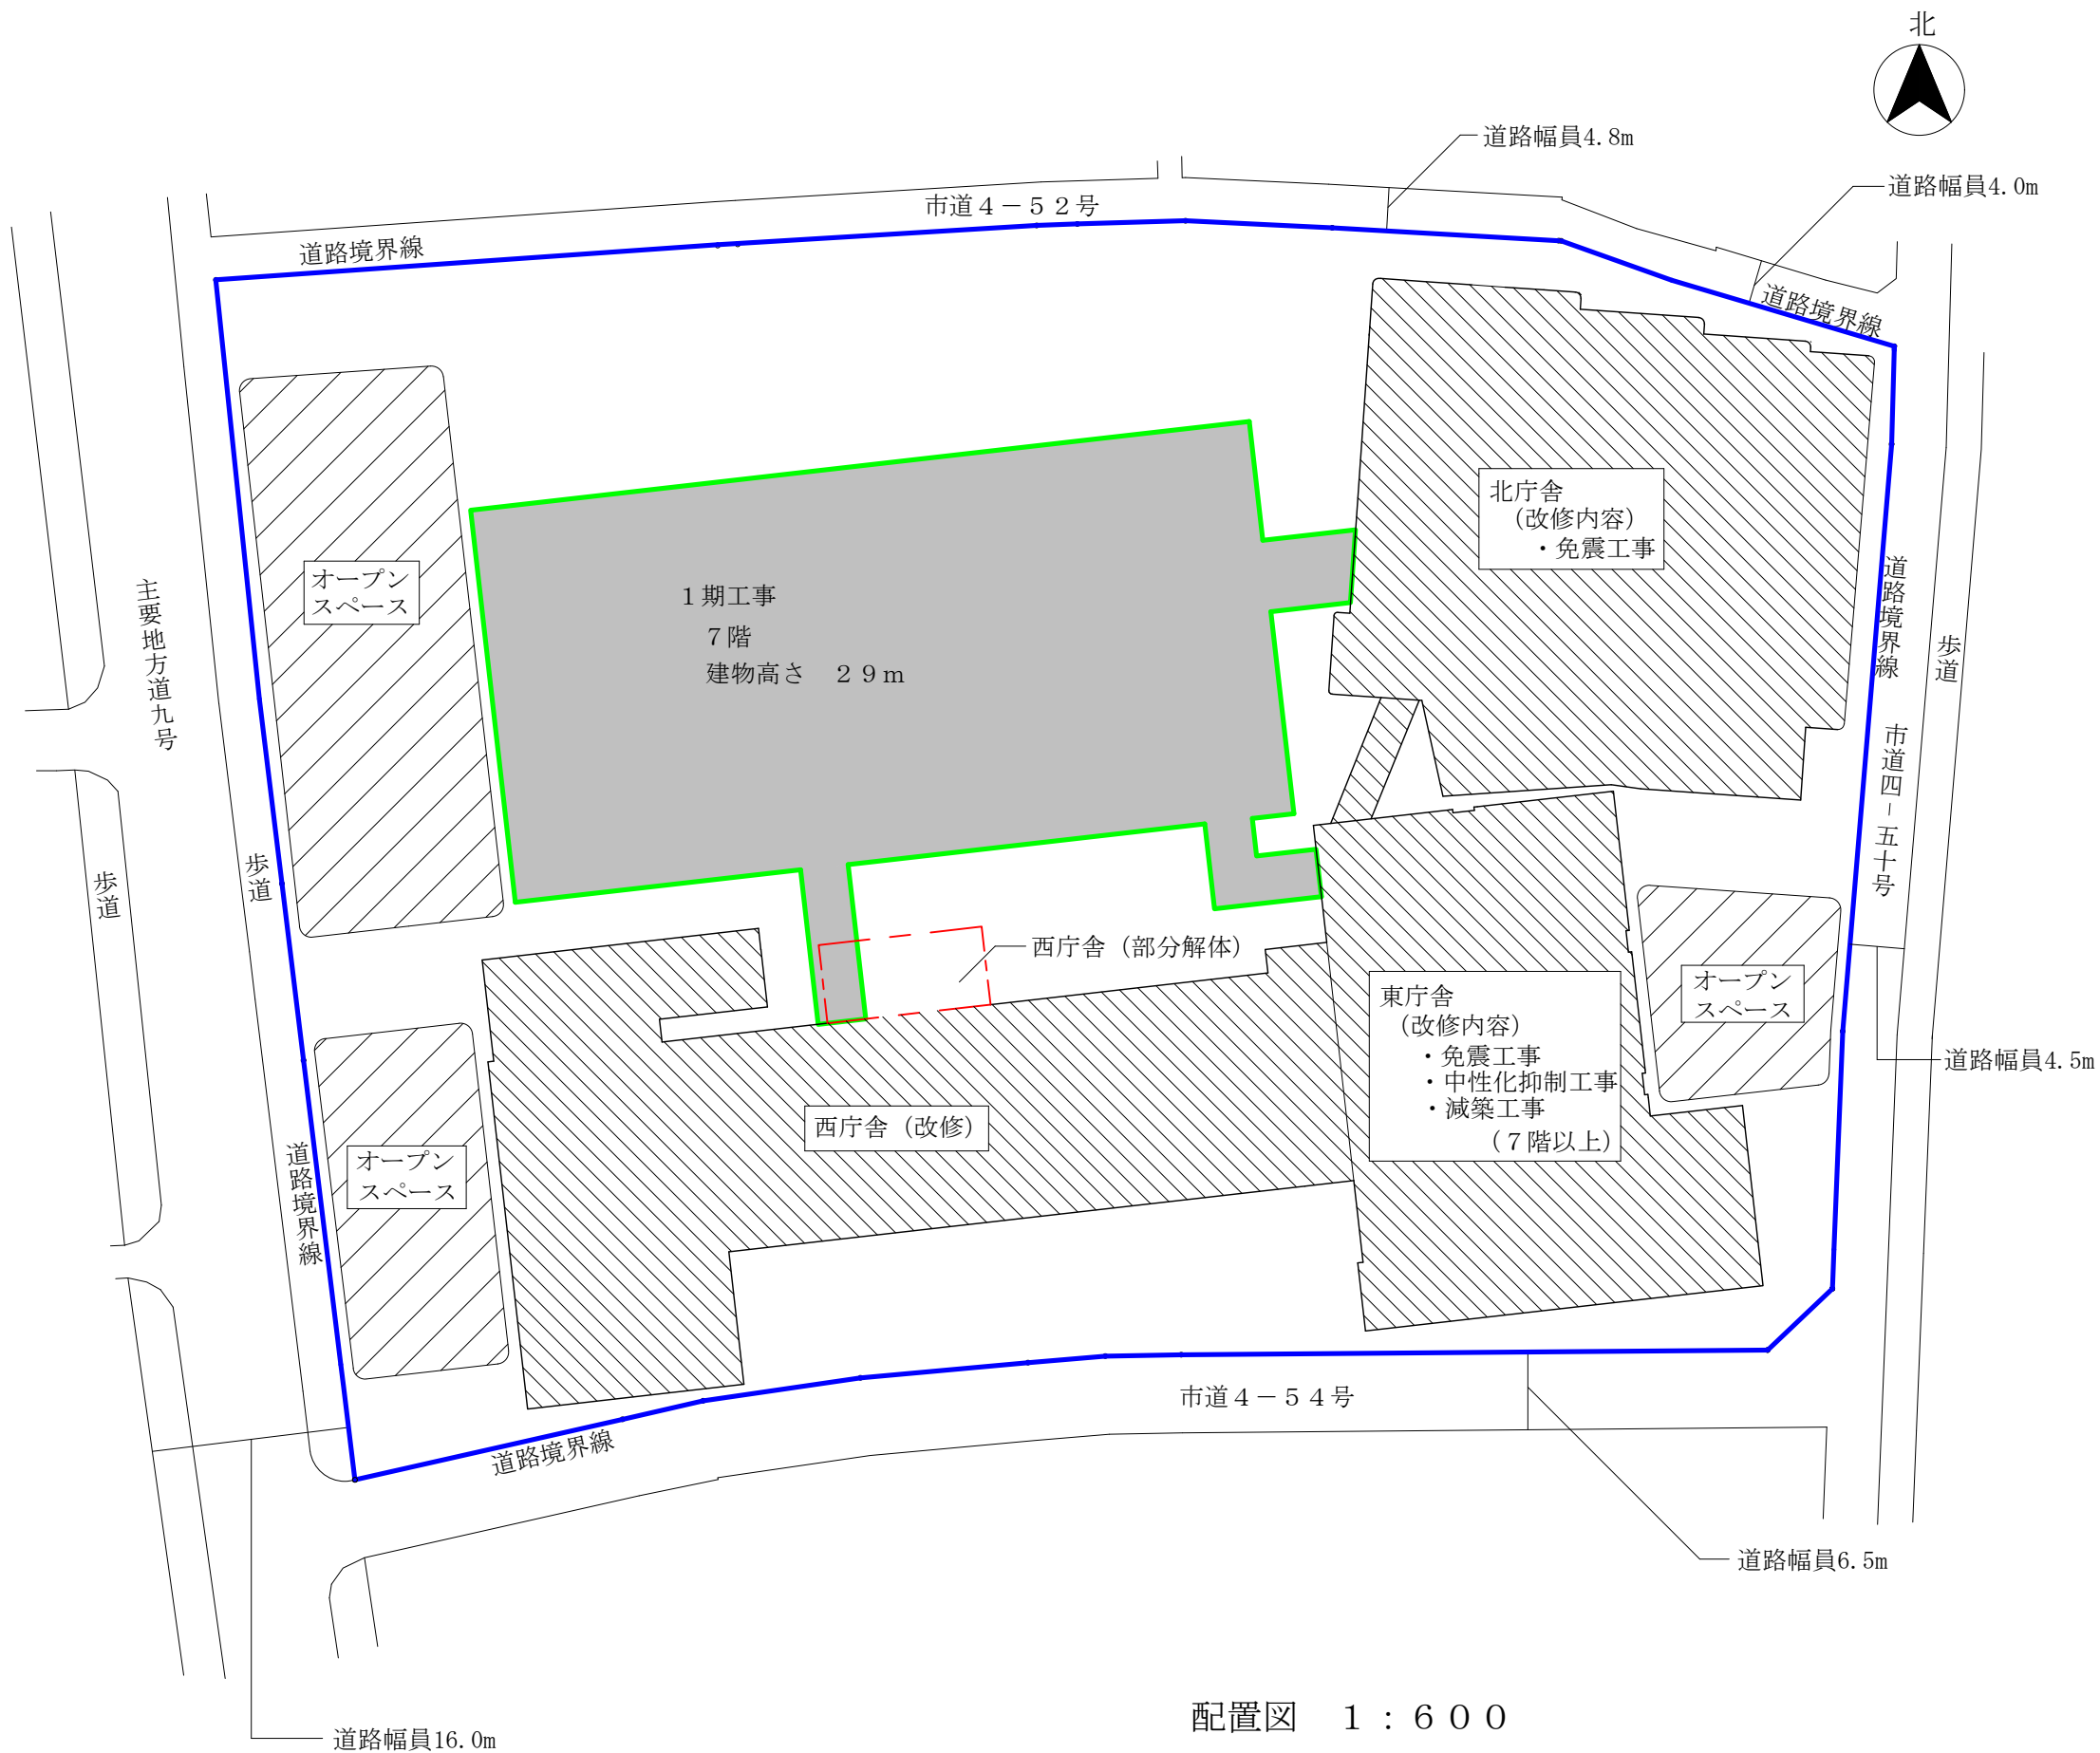 北
道路幅員4.8m
道路幅員4.0m
市道４－５２号
道路境界線
道路境界線
北庁舎
（改修内容）
・免震工事
オープン
スペース
１期工事
７階
建物高さ　２９ｍ
主要地方道九号
道路境界線
歩道
市道四－五十号
歩道
歩道
西庁舎（部分解体）
オープン
スペース
東庁舎
（改修内容）
・免震工事
・中性化抑制工事
・減築工事
（７階以上）
道路幅員4.5m
西庁舎（改修）
オープン
スペース
道路境界線
市道４－５４号
道路境界線
道路幅員6.5m
配置図　１：６００
道路幅員16.0m